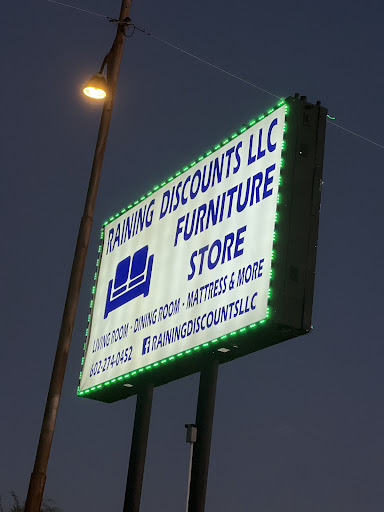 RAINING DISCOUNTS LLC
FURNITURE
STORE
LIVING ROOM - DINING ROOM - MATTRESS & MORE
602-274-0452 f RAININGDISCOUNTSLLC